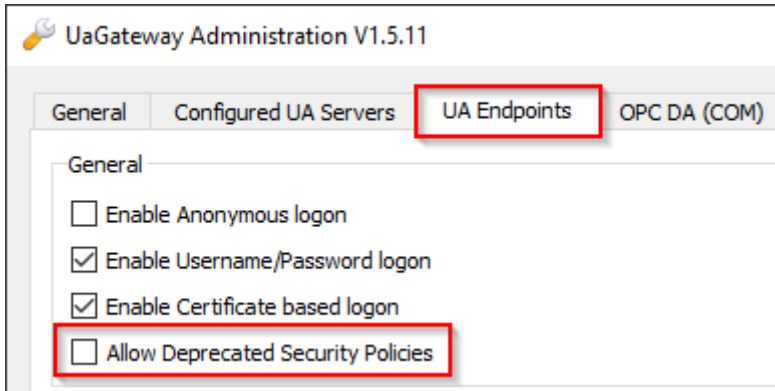 UaGateway Administration V1.5.11
General Configured UA Servers UA Endpoints OPC DA (COM)
General
Enable Anonymous logon
Enable Username/Password logon
Enable Certificate based logon
Allow Deprecated Security Policies